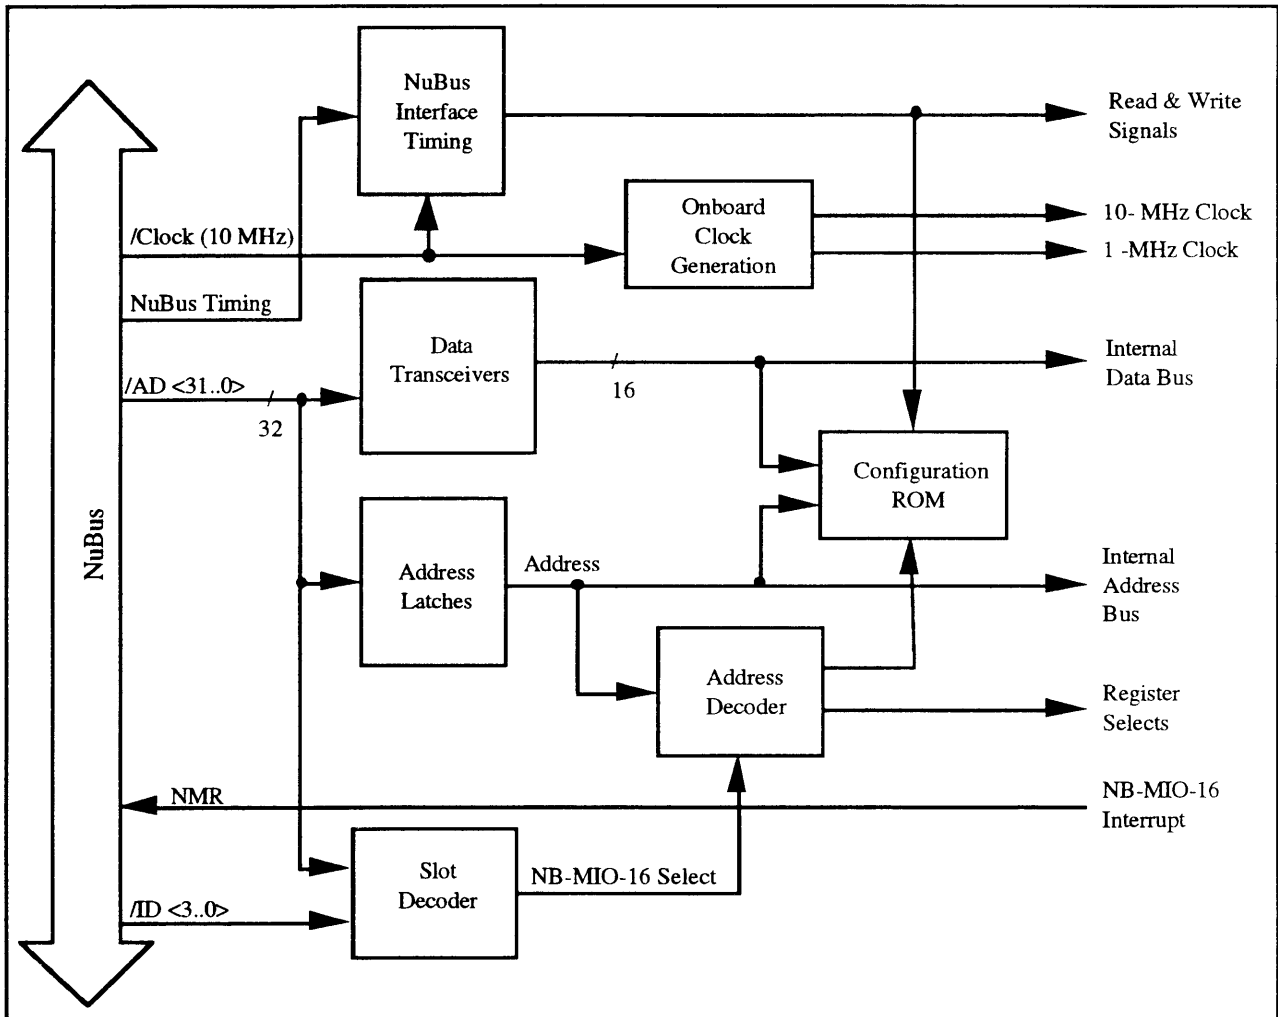 NuBus
Interface
Timing
Read & Write
Signals
Onboard
Clock
Generation
10- MHz Clock
1 -MHz Clock
/Clock (10 MHz)
NuBus Timing
Data
Transceivers
Internal
Data Bus
/AD <31..0>
32
16
Configuration
ROM
NuBus
Address
Latches
Address
Internal
Address
Bus
Address
Decoder
Register
Selects
NMR
NB-MIO-16
Interrupt
Slot
Decoder
NB-MIO-16 Select
/ID <3..0>